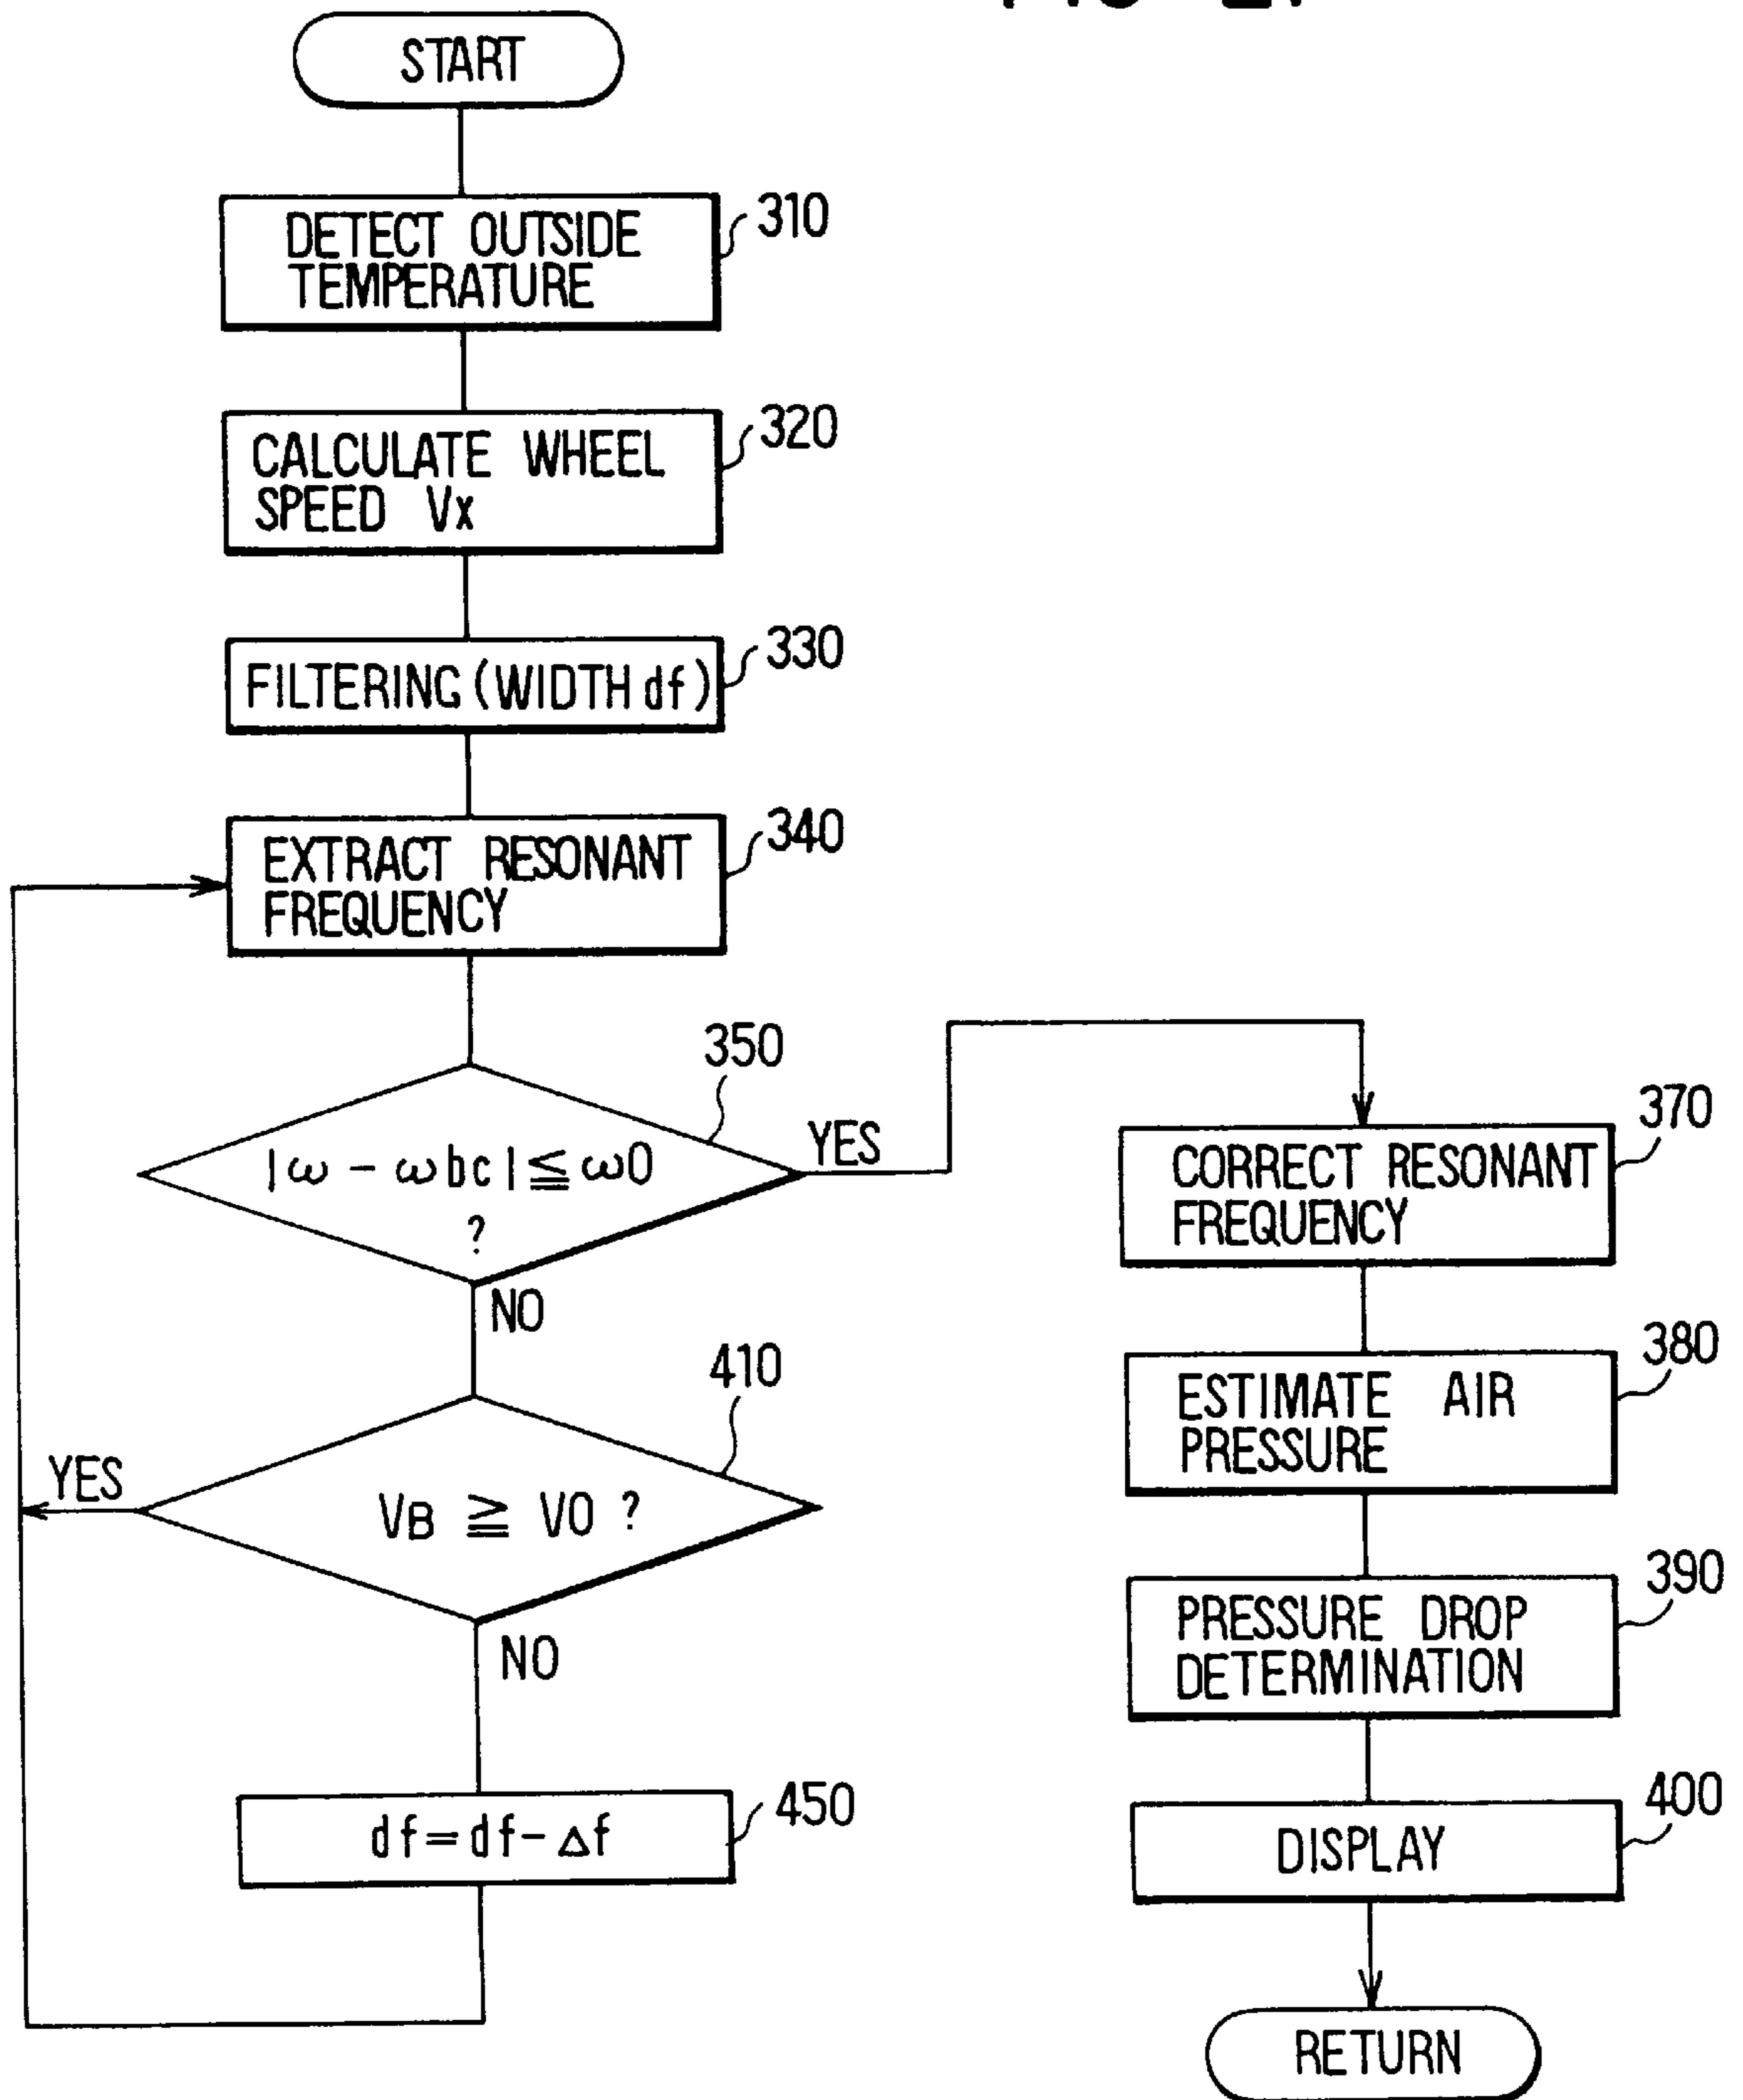 START
DETECT OUTSIDE
TEMPERATURE
310
CALCULATE WHEEL
SPEED Vx
320
FILTERING (WIDTH df)
330
EXTRACT RESONANT
FREQUENCY
340
350
|ω - ωbc| ≦ ω0
?
YES
NO
410
VB ≧ V0 ?
YES
NO
df=df-Δf
450
CORRECT RESONANT
FREQUENCY
370
ESTIMATE AIR
PRESSURE
380
PRESSURE DROP
DETERMINATION
390
DISPLAY
400
RETURN